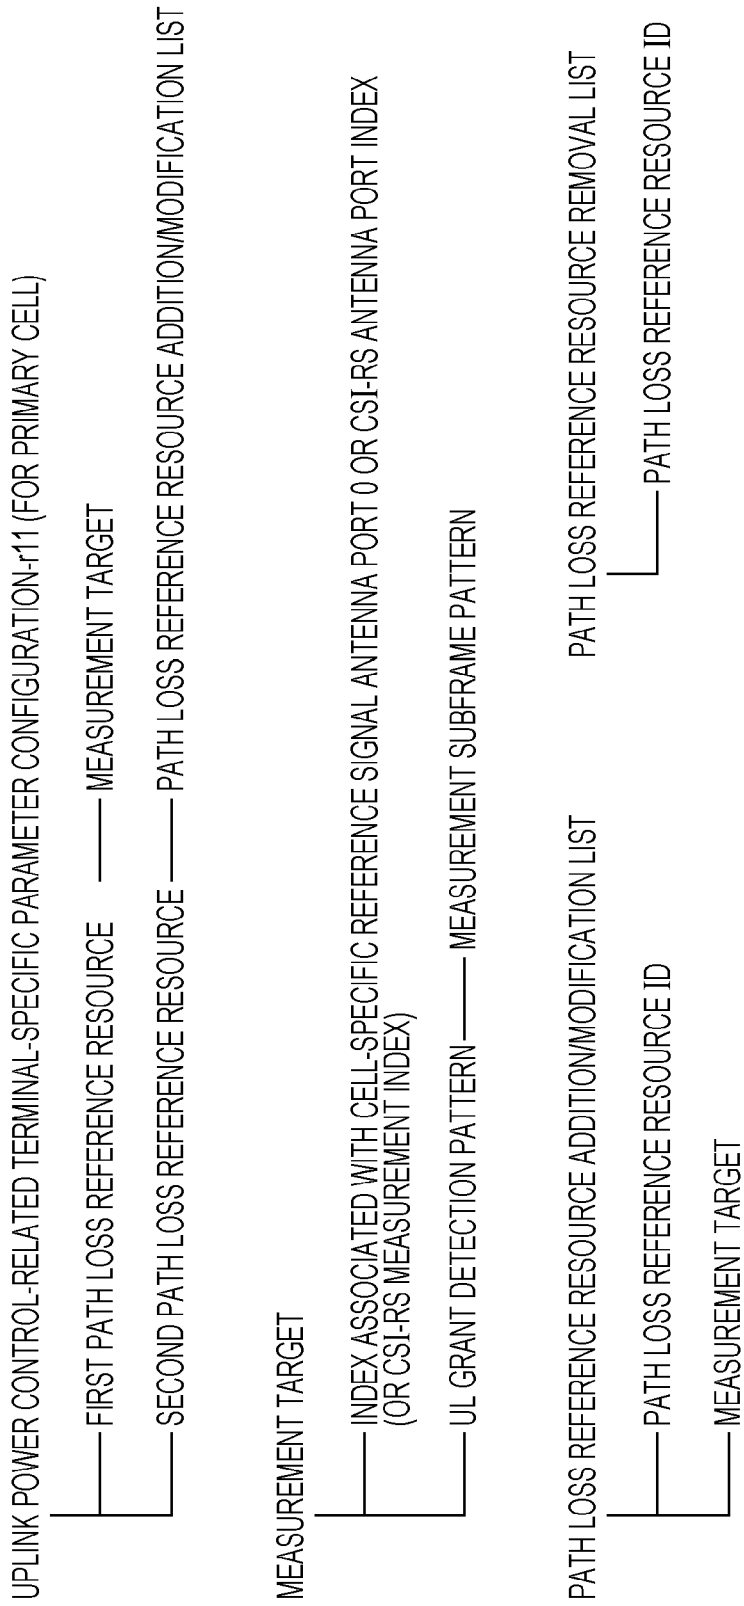 UPLINK POWER CONTROL-RELATED TERMINAL-SPECIFIC PARAMETER CONFIGURATION-r11 (FOR PRIMARY CELL)
FIRST PATH LOSS REFERENCE RESOURCE
MEASUREMENT TARGET
SECOND PATH LOSS REFERENCE RESOURCE
PATH LOSS REFERENCE RESOURCE ADDITION/MODIFICATION LIST
MEASUREMENT TARGET
INDEX ASSOCIATED WITH CELL-SPECIFIC REFERENCE SIGNAL ANTENNA PORT 0 OR CSI-RS ANTENNA PORT INDEX
(OR CSI-RS MEASUREMENT INDEX)
UL GRANT DETECTION PATTERN
MEASUREMENT SUBFRAME PATTERN
PATH LOSS REFERENCE RESOURCE ADDITION/MODIFICATION LIST
PATH LOSS REFERENCE RESOURCE ID
MEASUREMENT TARGET
PATH LOSS REFERENCE RESOURCE REMOVAL LIST
PATH LOSS REFERENCE RESOURCE ID